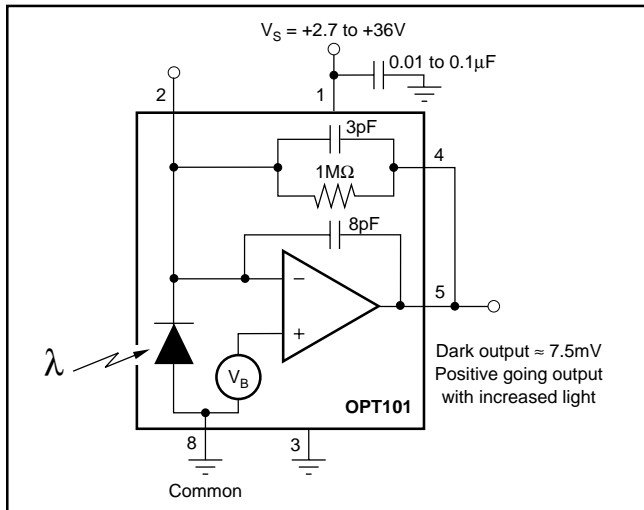 V_S = +2.7 to +36V
0.01 to 0.1µF
2
1
3pF
4
1MΩ
8pF
−
5
+
λ
V_B
Dark output ≈ 7.5mV
Positive going output
with increased light
OPT101
8
3
Common